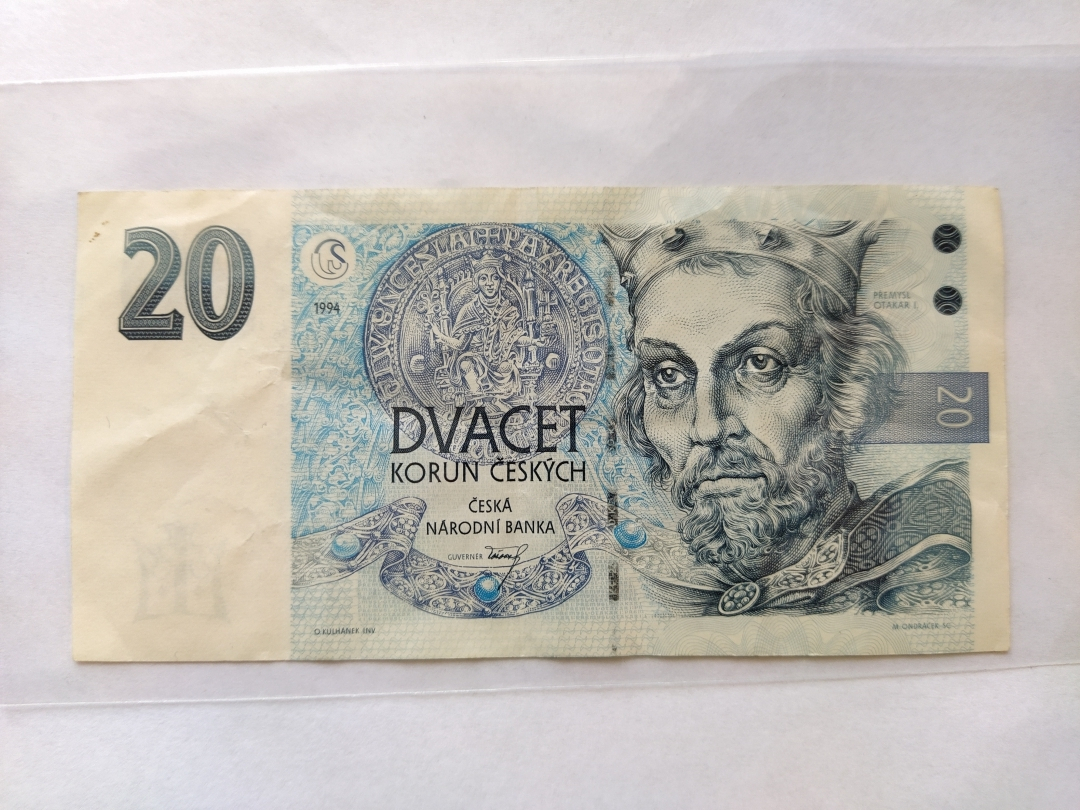 20
1994
DVACET
KORUN ČESKÝCH
ČESKÁ
NÁRODNÍ BANKA
GUVERNÉR
O.KULHÁNEK INV.
PŘEMYSL
OTAKAR I.
20
M. ONDRÁČEK SC.